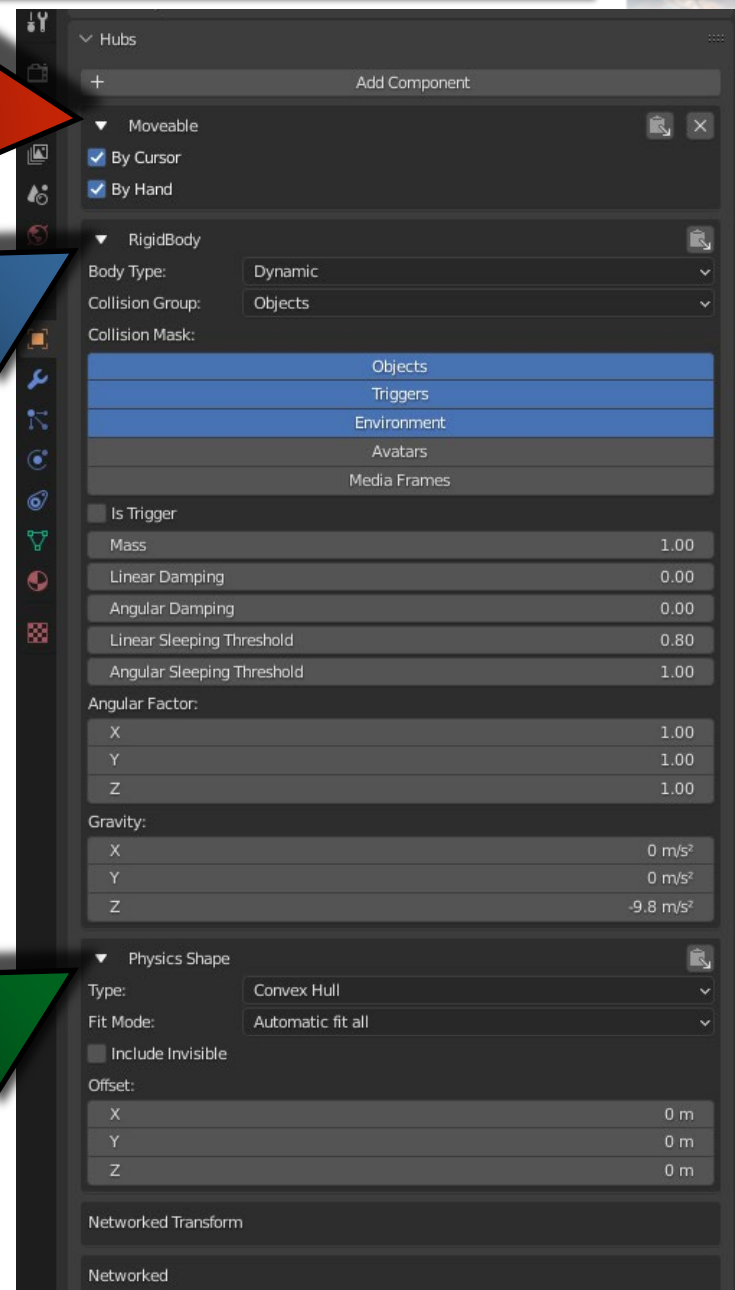 Hubs
+ Add Component
Moveable
By Cursor
By Hand
RigidBody
Body Type: Dynamic
Collision Group: Objects
Collision Mask:
Objects
Triggers
Environment
Avatars
Media Frames
Is Trigger
Mass 1.00
Linear Damping 0.00
Angular Damping 0.00
Linear Sleeping Threshold 0.80
Angular Sleeping Threshold 1.00
Angular Factor:
X 1.00
Y 1.00
Z 1.00
Gravity:
X 0 m/s²
Y 0 m/s²
Z -9.8 m/s²
Physics Shape
Type: Convex Hull
Fit Mode: Automatic fit all
Include Invisible
Offset:
X 0 m
Y 0 m
Z 0 m
Networked Transform
Networked